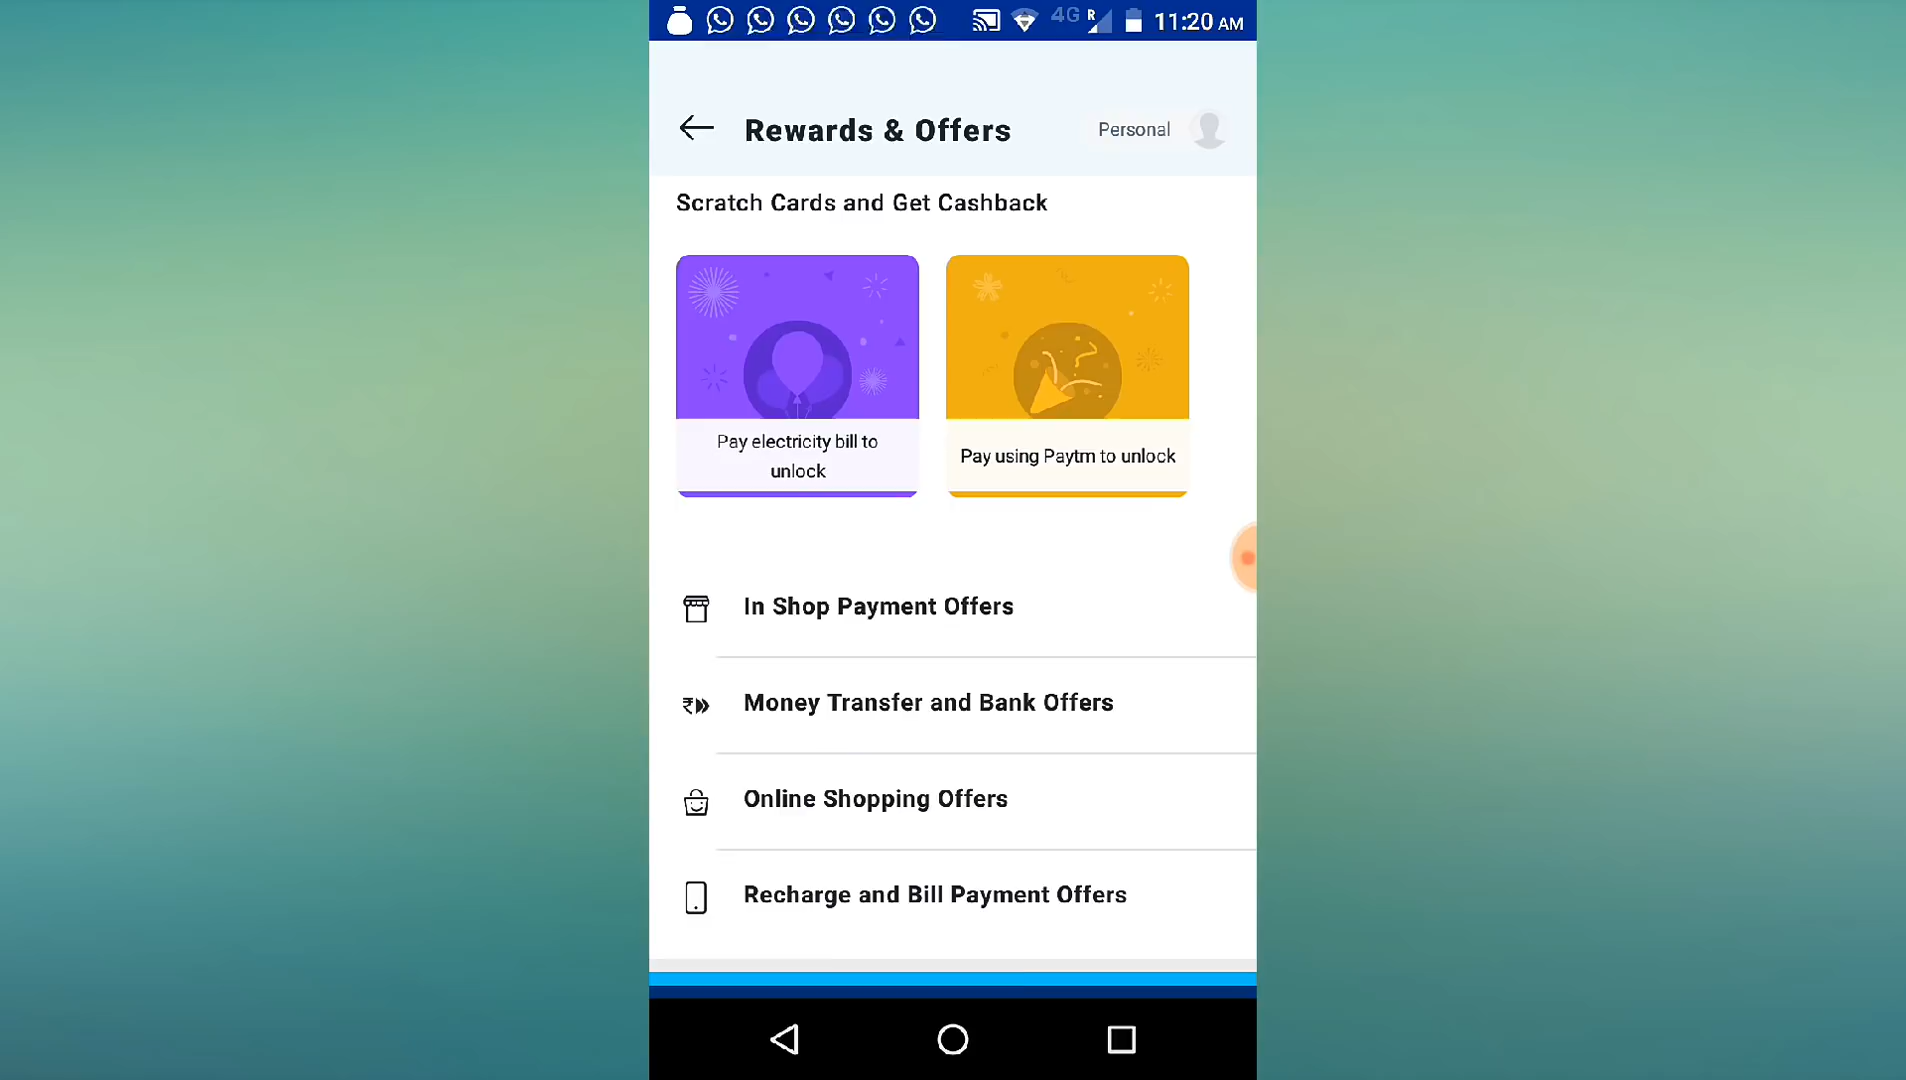 4G R 11:20 AM
Rewards & Offers Personal
Scratch Cards and Get Cashback
Pay electricity bill to
unlock
Pay using Paytm to unlock
In Shop Payment Offers
Money Transfer and Bank Offers
Online Shopping Offers
Recharge and Bill Payment Offers